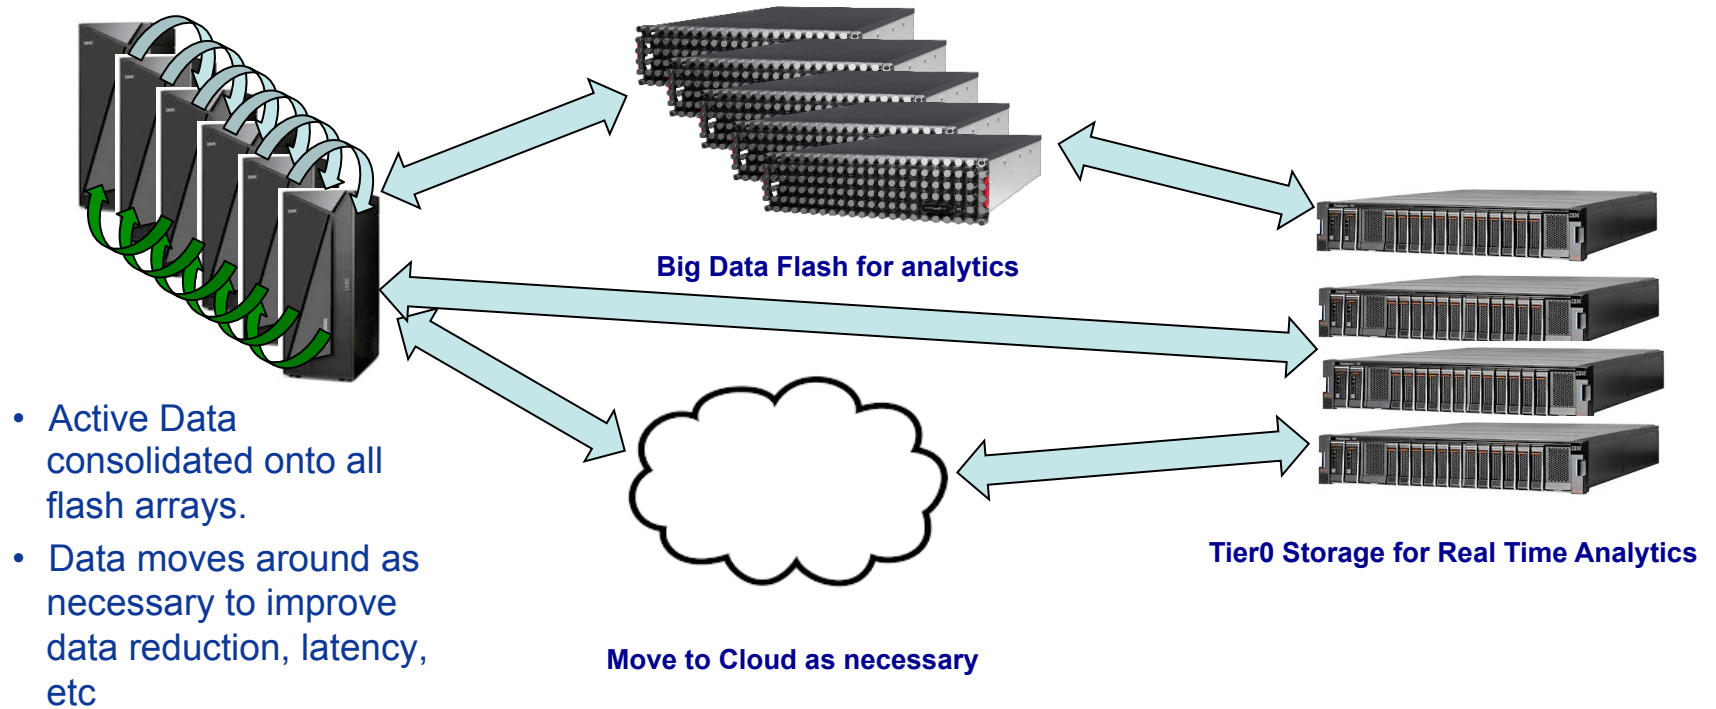 Big Data Flash for analytics
• Active Data
consolidated onto all
flash arrays.
• Data moves around as
necessary to improve
data reduction, latency,
etc
Move to Cloud as necessary
Tier0 Storage for Real Time Analytics